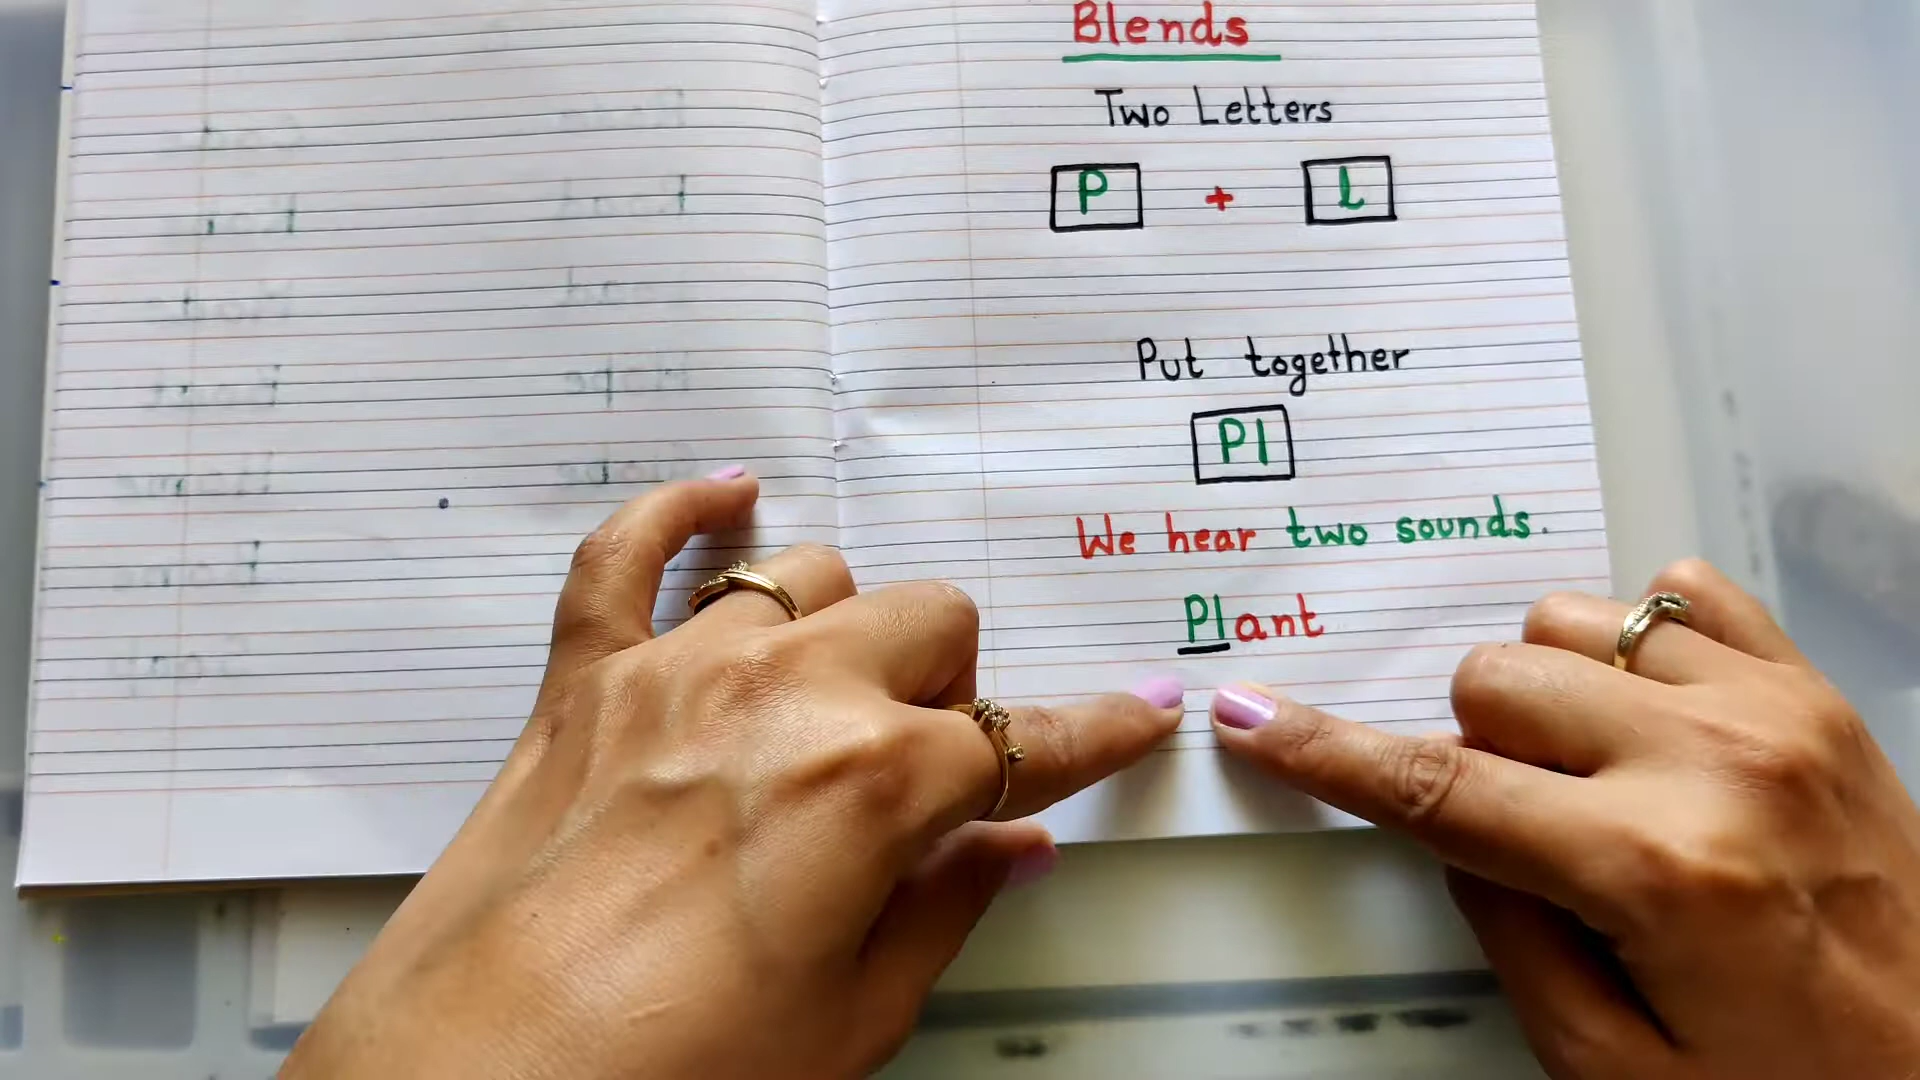 Blends
Two Letters
P + l
Put together
Pl
We hear two sounds.
Plant